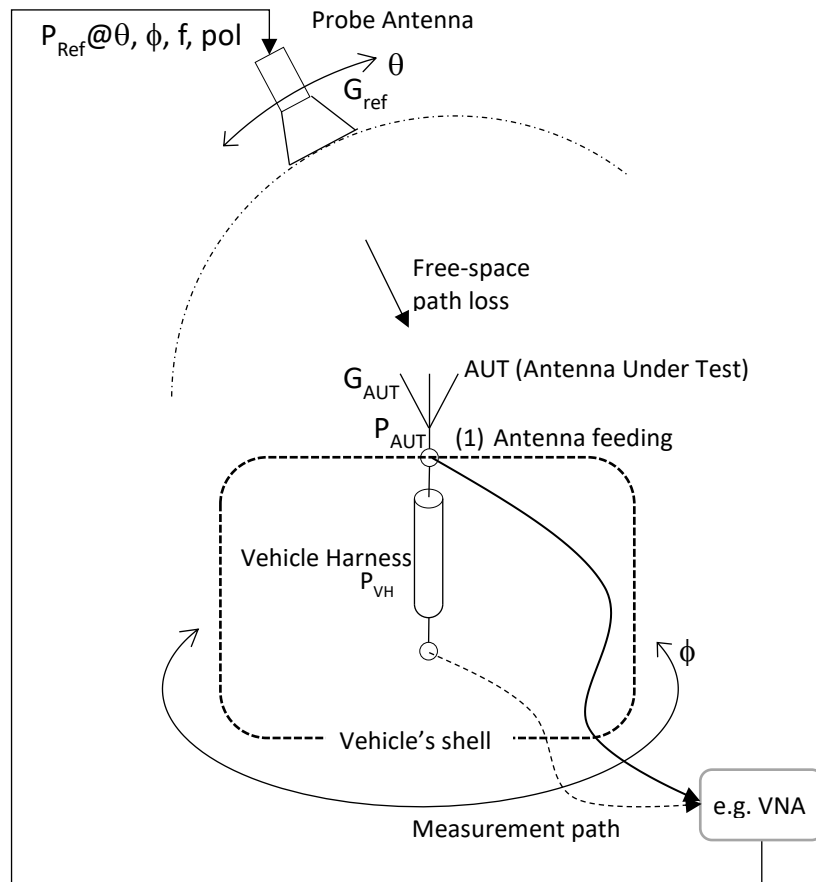 Probe Antenna
P_Ref@θ, ϕ, f, pol
θ
G_ref
Free-space
path loss
AUT (Antenna Under Test)
G_AUT
P_AUT
(1) Antenna feeding
Vehicle Harness
P_VH
ϕ
Vehicle's shell
e.g. VNA
Measurement path